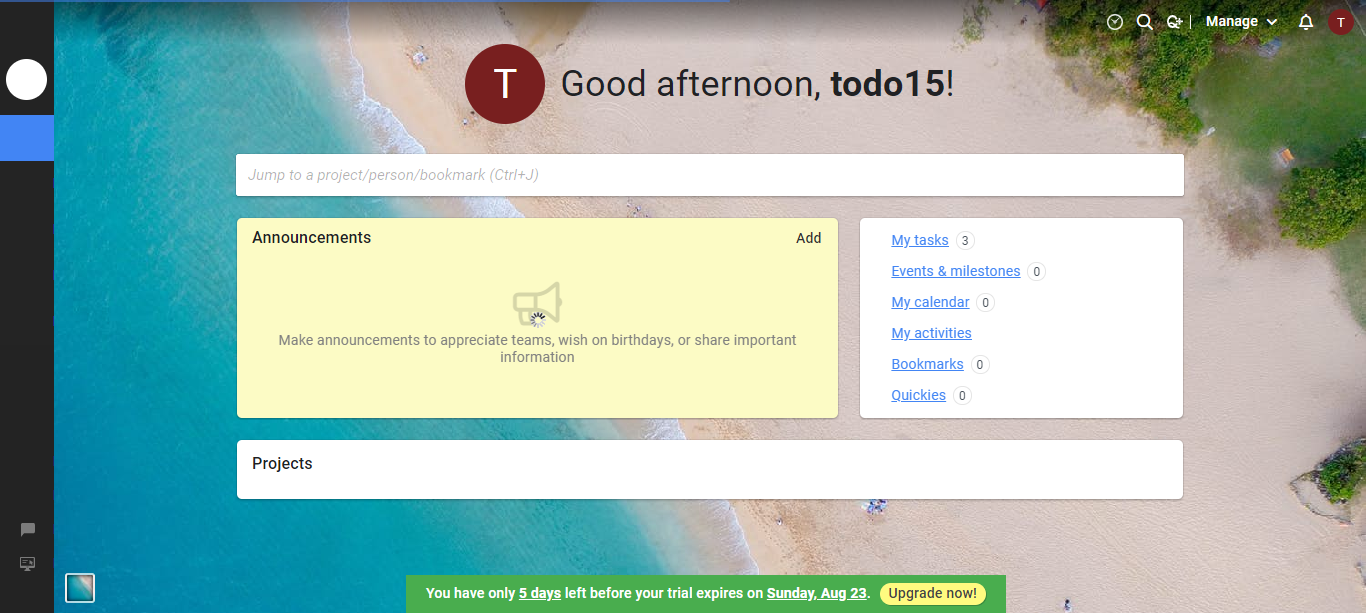 Manage
T
T
Good afternoon, todo15!
Jump to a project/person/bookmark (Ctrl+J)
Announcements
Add
Make announcements to appreciate teams, wish on birthdays, or share important
information
My tasks 3
Events & milestones 0
My calendar 0
My activities
Bookmarks 0
Quickies 0
Projects
You have only 5 days left before your trial expires on Sunday, Aug 23. Upgrade now!